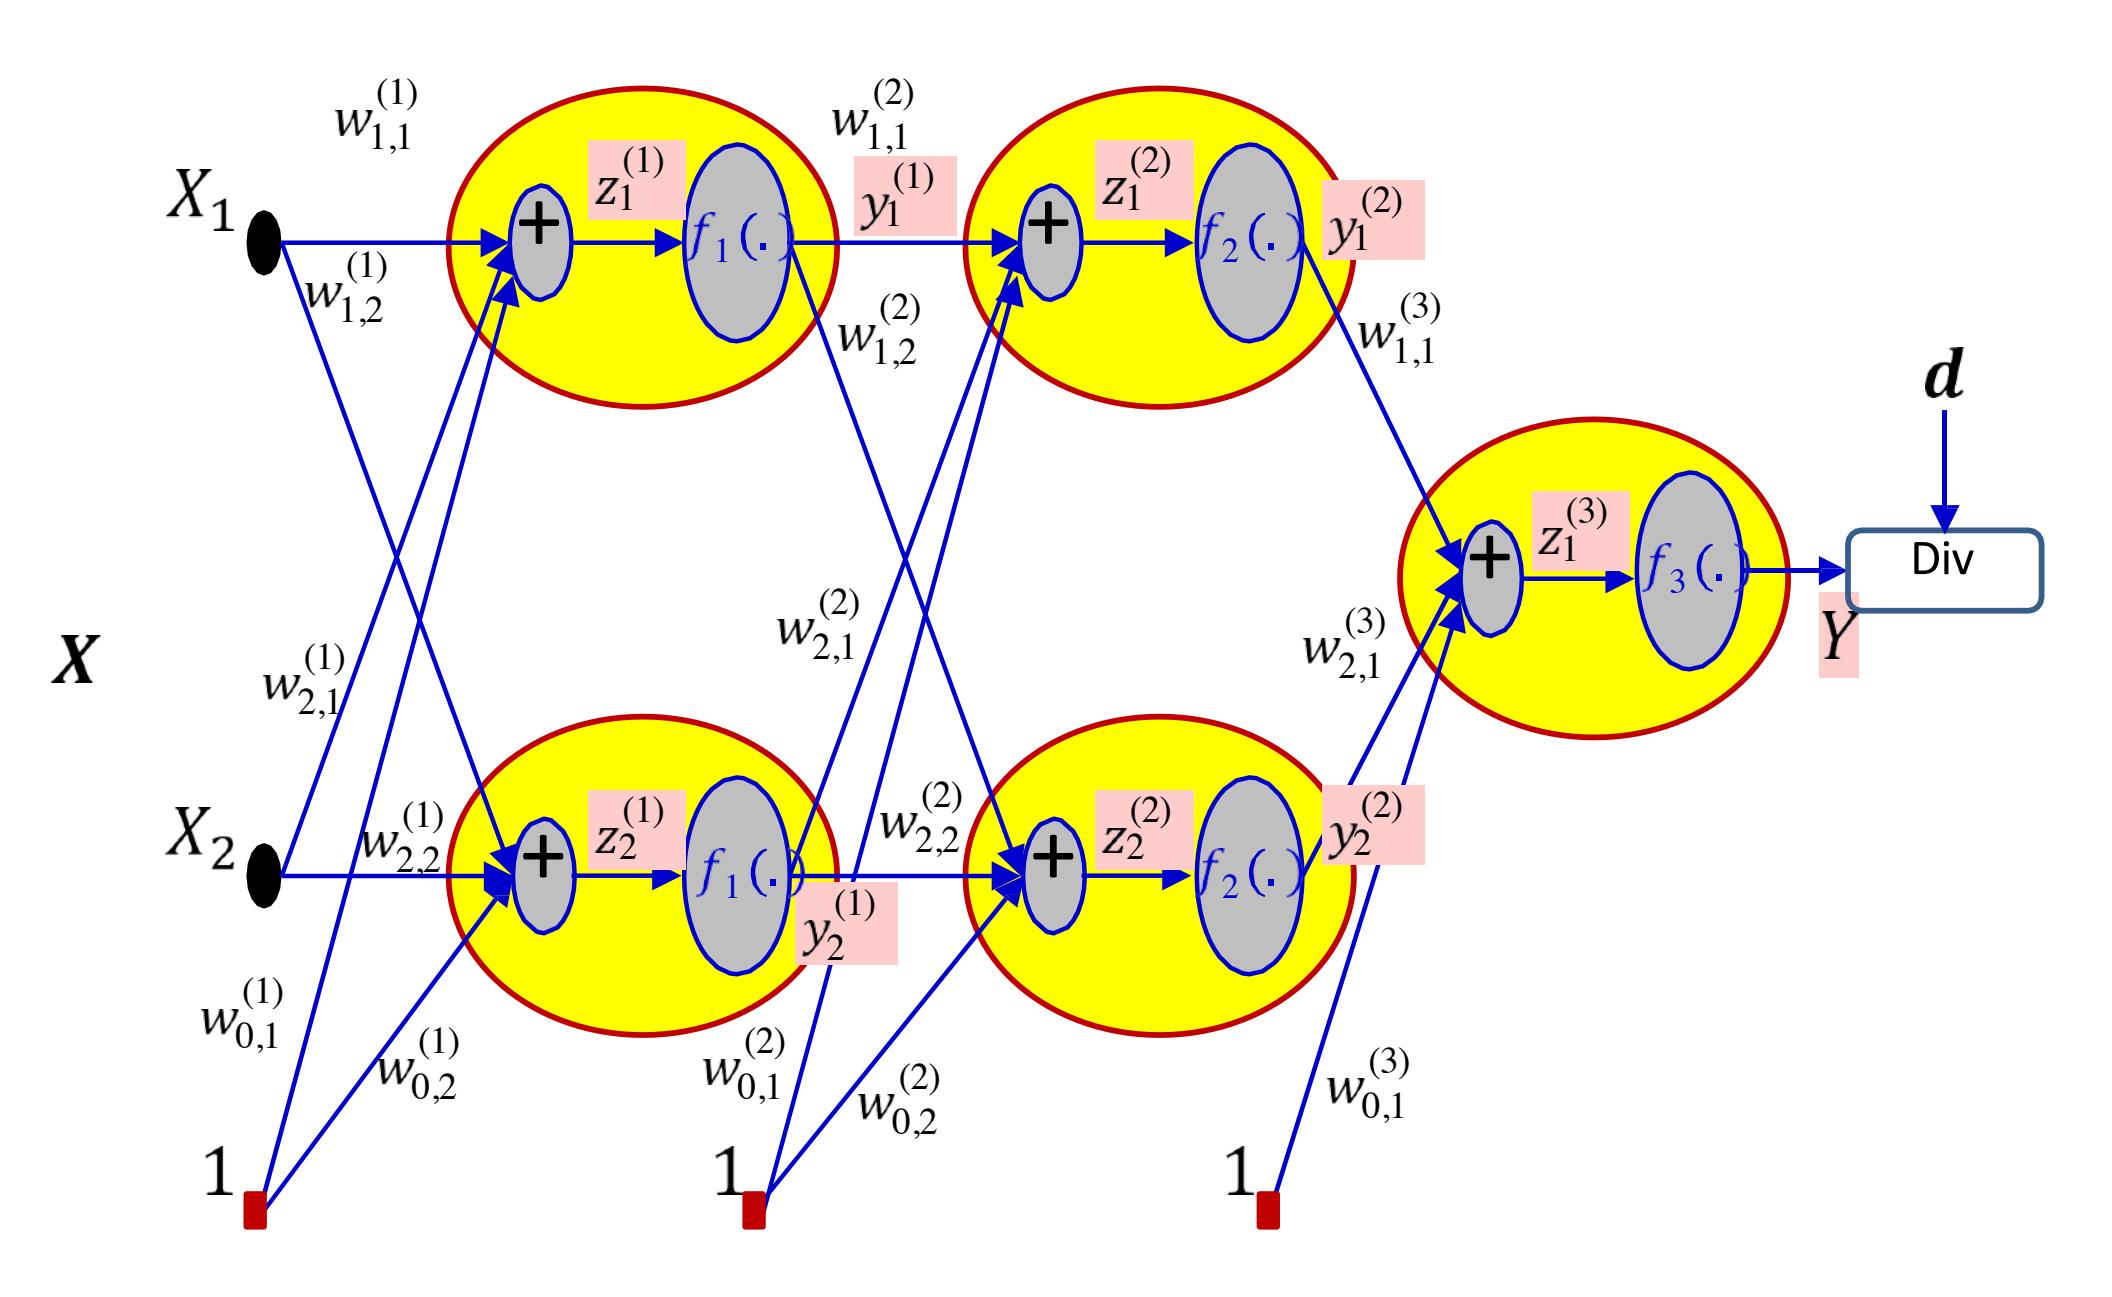 w_{1,1}^{(1)}
w_{1,1}^{(2)}
X_1
+
z_1^{(1)}
f_1(.)
y_1^{(1)}
+
z_1^{(2)}
f_2(.)
y_1^{(2)}
w_{1,2}^{(1)}
w_{1,2}^{(2)}
w_{1,1}^{(3)}
d
+
z_1^{(3)}
f_3(.)
Div
Y
X
w_{2,1}^{(1)}
w_{2,1}^{(2)}
w_{2,1}^{(3)}
X_2
w_{2,2}^{(1)}
+
z_2^{(1)}
f_1(.)
y_2^{(1)}
w_{2,2}^{(2)}
+
z_2^{(2)}
f_2(.)
y_2^{(2)}
w_{0,1}^{(1)}
w_{0,2}^{(1)}
w_{0,1}^{(2)}
w_{0,2}^{(2)}
w_{0,1}^{(3)}
1
1
1